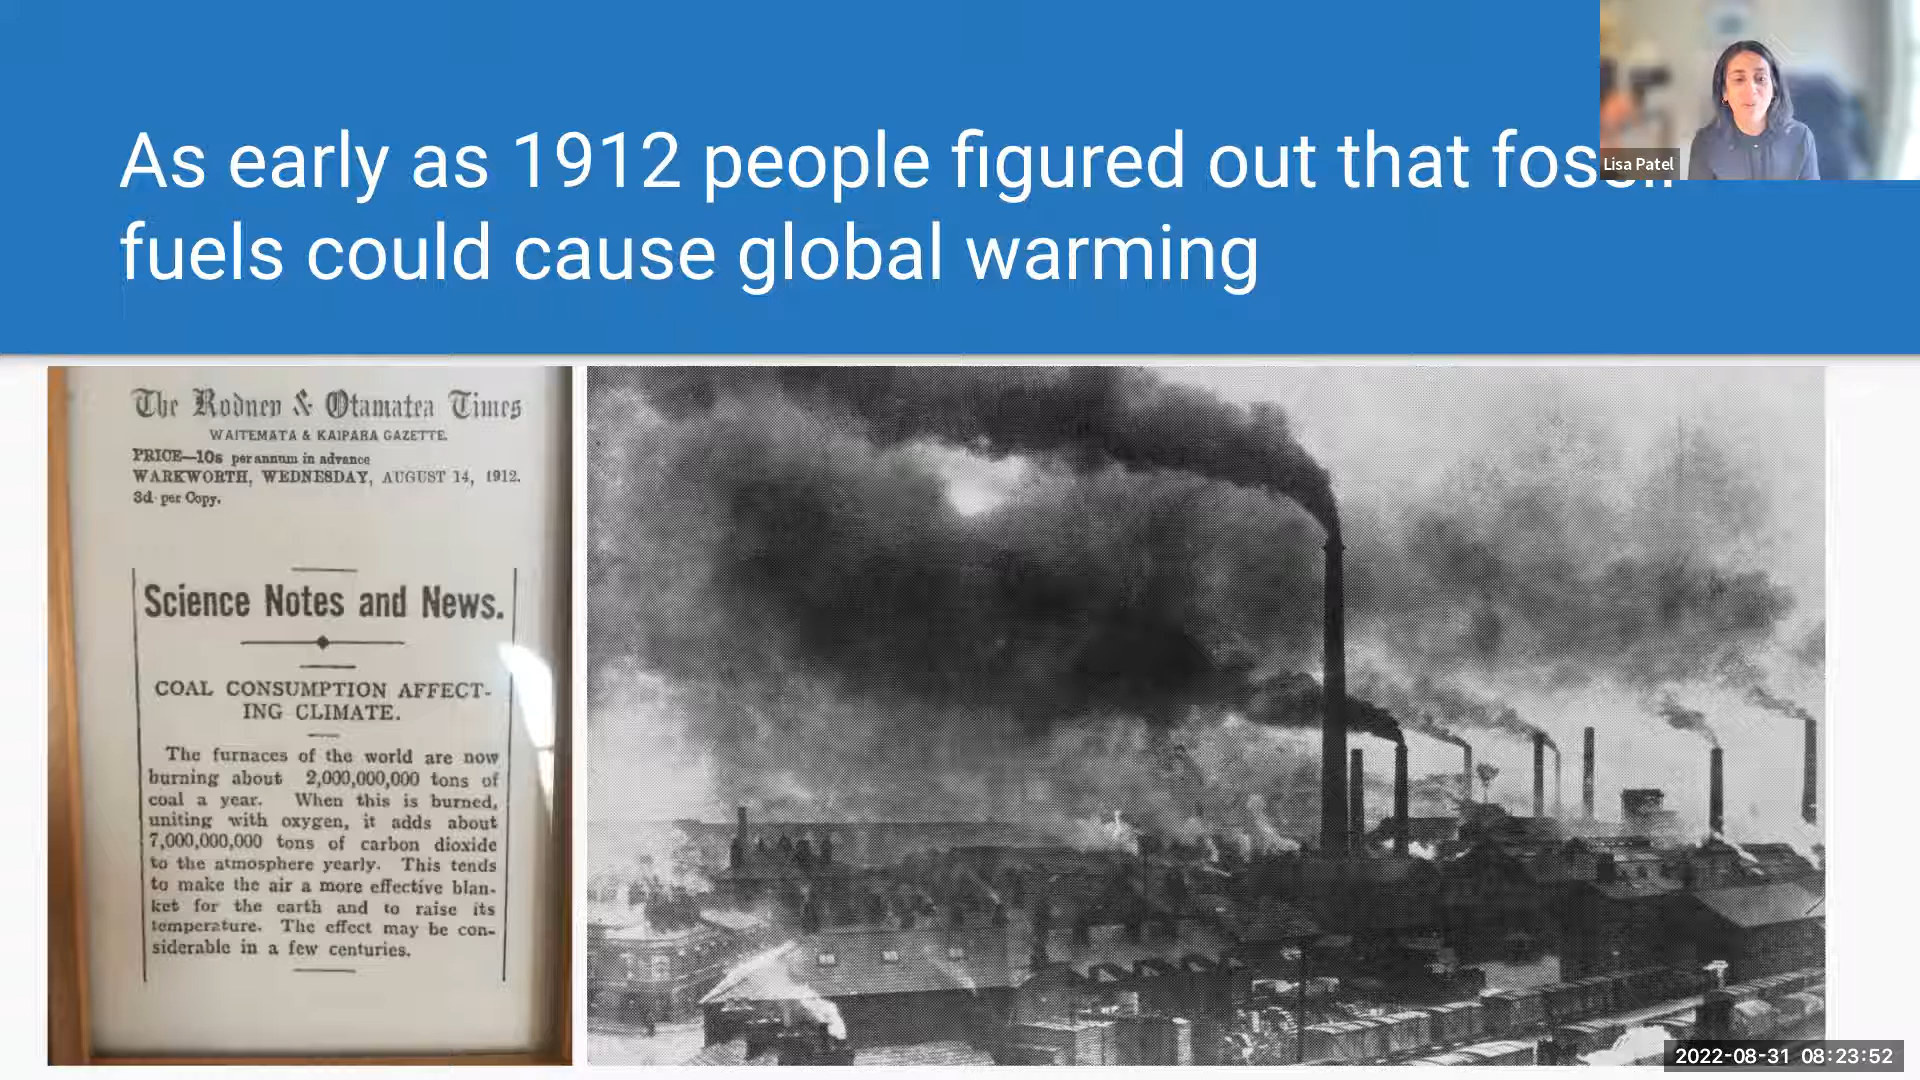 As early as 1912 people figured out that
fuels could cause global warming
Lisa Patel
The Rodney & Otamatea Times
WAITEMATA & KAIPARA GAZETTE.
PRICE—10s per annum in advance
WARKWORTH, WEDNESDAY, AUGUST 14, 1912.
3d per Copy.
Science Notes and News.
COAL CONSUMPTION AFFECT-
ING CLIMATE.
The furnaces of the world are now
burning about 2,000,000,000 tons of
coal a year. When this is burned,
uniting with oxygen, it adds about
7,000,000,000 tons of carbon dioxide
to the atmosphere yearly. This tends
to make the air a more effective blan-
ket for the earth and to raise its
temperature. The effect may be con-
siderable in a few centuries.
2022-08-31 08:23:52